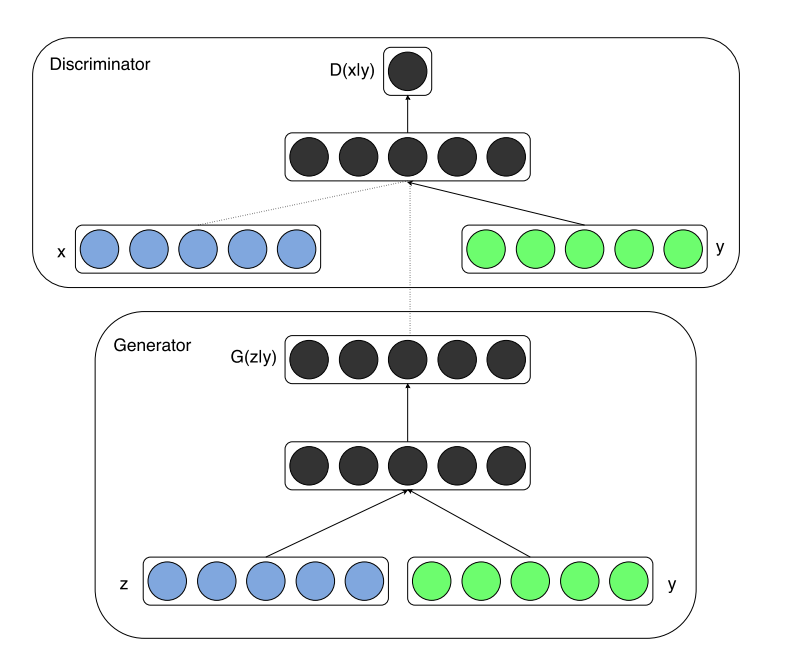 Discriminator
D(x|y)
x
y
Generator
G(z|y)
z
y